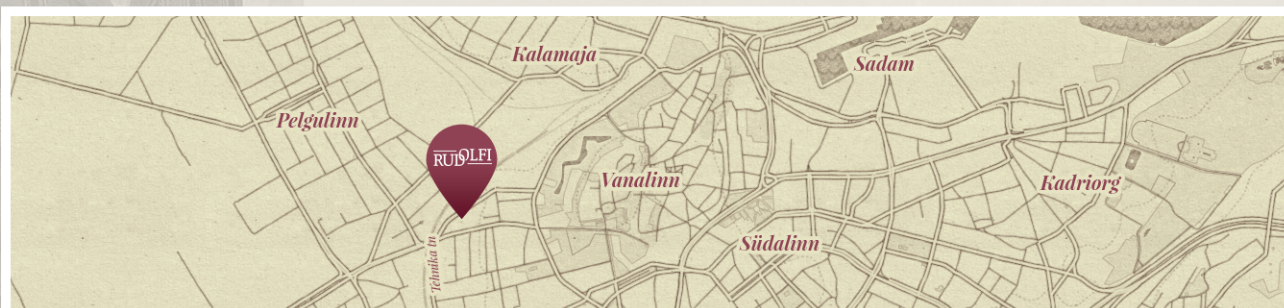 Kalamaja
Sadam
Pelgulinn
RUDOLFI
Vanalinn
Kadriorg
Südalinn
Tehnika tn